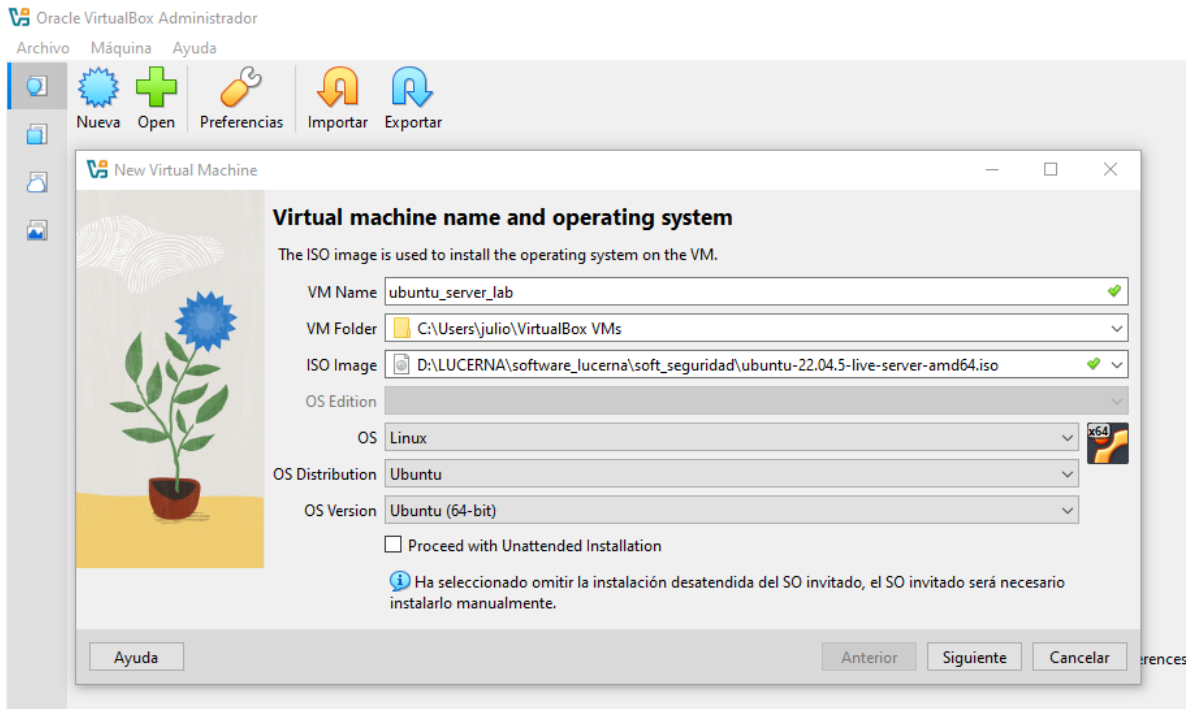 Oracle VirtualBox Administrador
Archivo Máquina Ayuda
Nueva Open Preferencias Importar Exportar
New Virtual Machine
Virtual machine name and operating system
The ISO image is used to install the operating system on the VM.
VM Name ubuntu_server_lab
VM Folder C:\Users\julio\VirtualBox VMs
ISO Image D:\LUCERNA\software_lucerna\soft_seguridad\ubuntu-22.04.5-live-server-amd64.iso
OS Edition
OS Linux
x64
OS Distribution Ubuntu
OS Version Ubuntu (64-bit)
Proceed with Unattended Installation
Ha seleccionado omitir la instalación desatendida del SO invitado, el SO invitado será necesario
instalarlo manualmente.
Ayuda Anterior Siguiente Cancelar